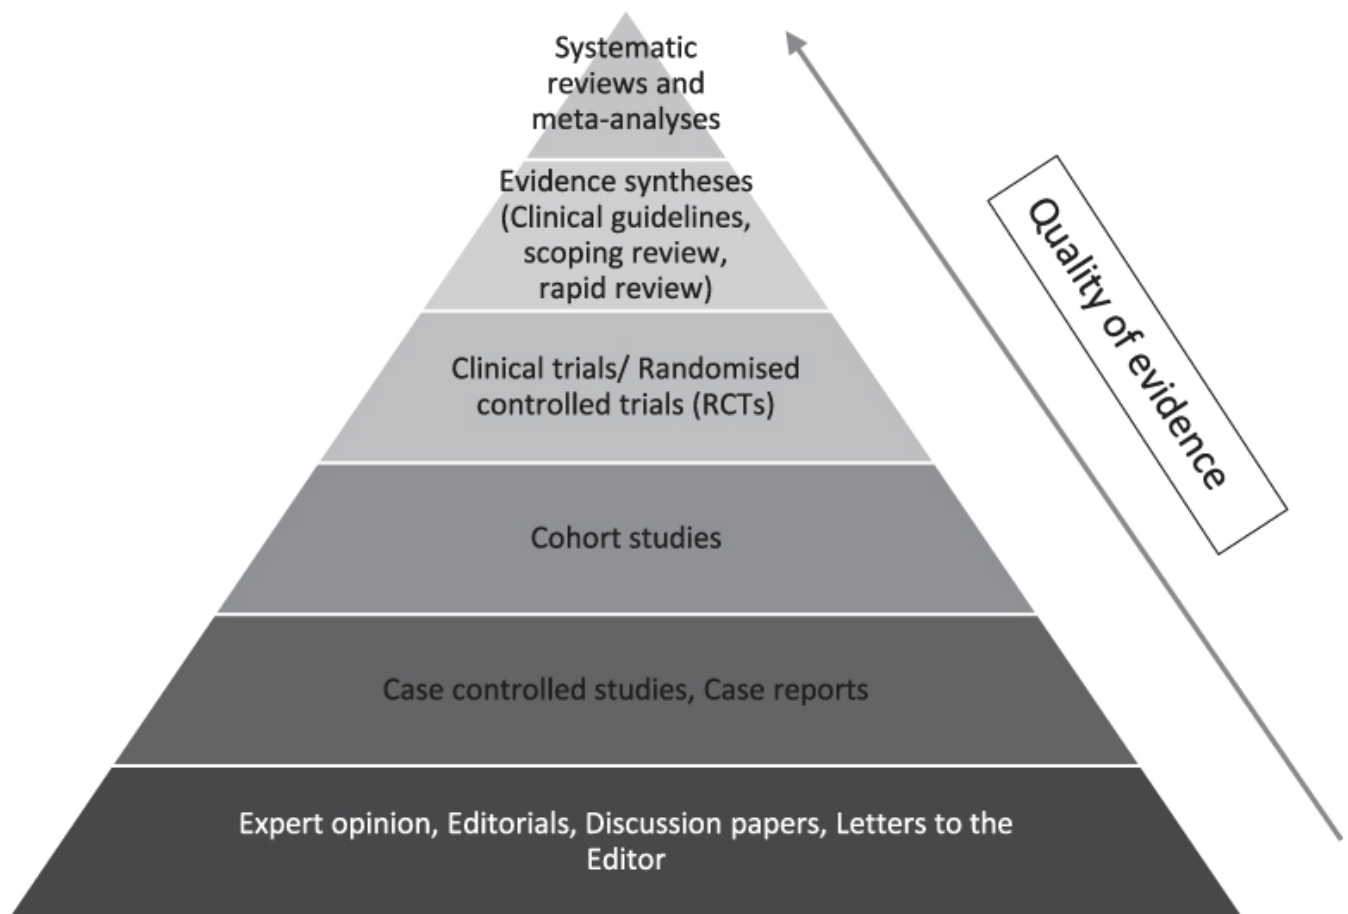 Systematic
reviews and
meta-analyses
Evidence syntheses
(Clinical guidelines,
scoping review,
rapid review)
Clinical trials/ Randomised
controlled trials (RCTs)
Cohort studies
Case controlled studies, Case reports
Expert opinion, Editorials, Discussion papers, Letters to the
Editor
Quality of evidence